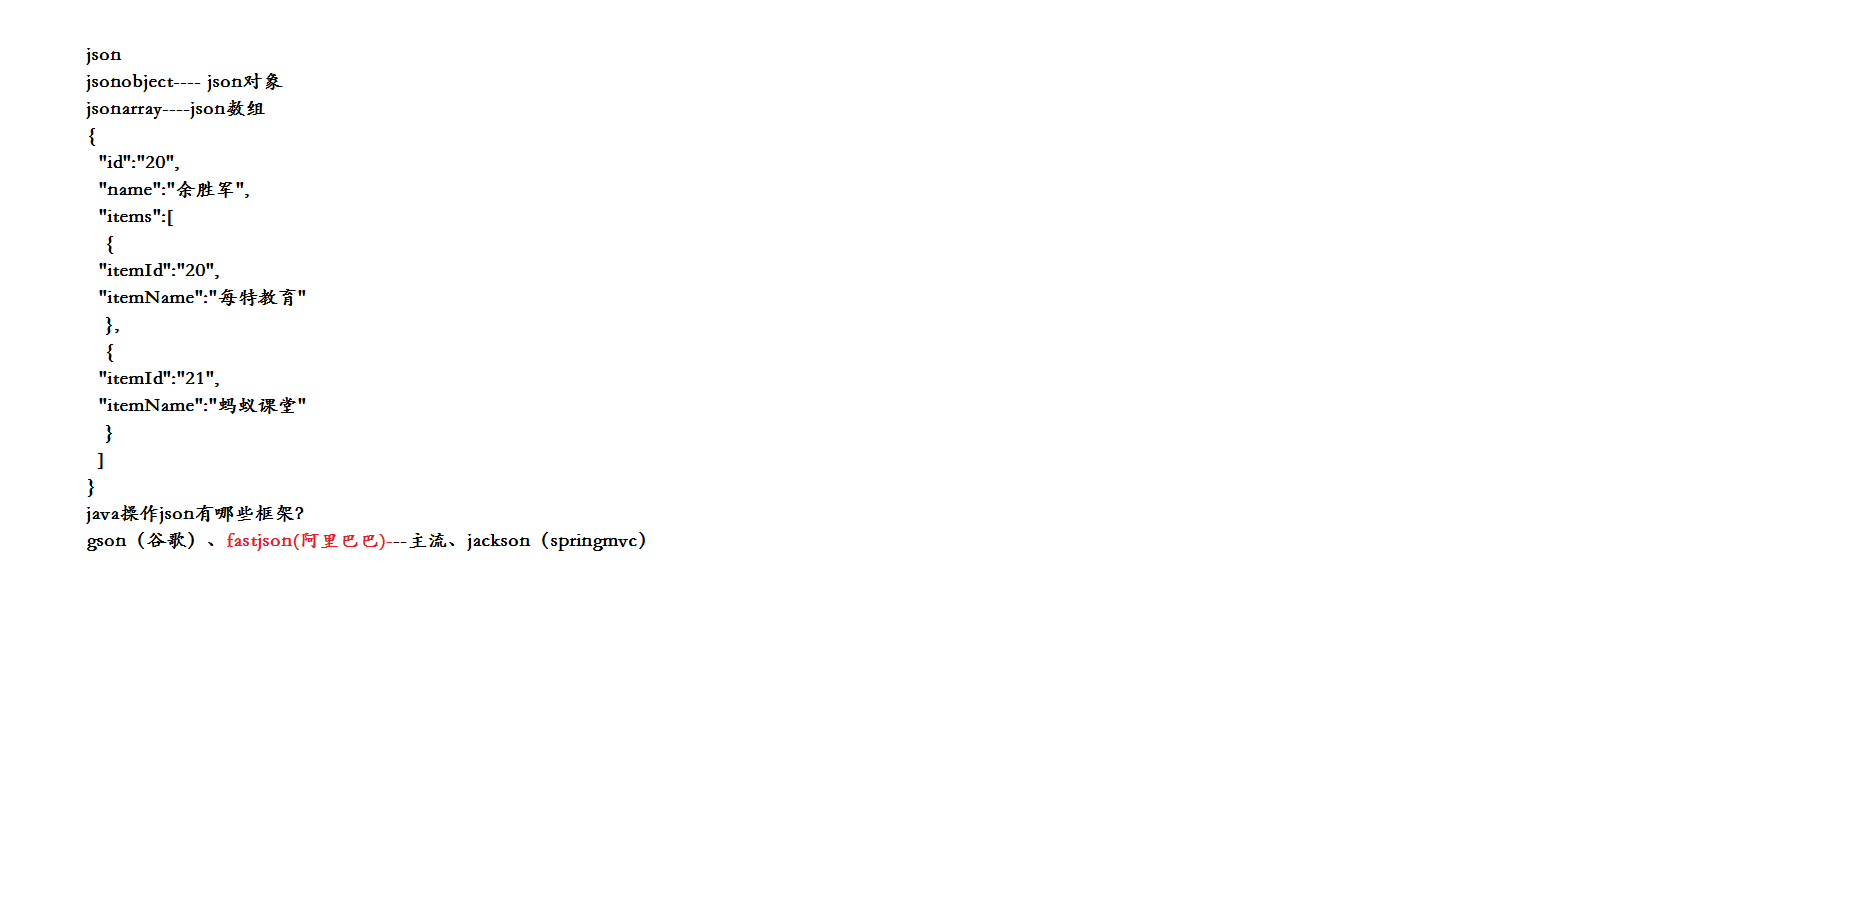 json
jsonobject---- json对象
jsonarray----json数组
{
"id":"20",
"name":"余胜军",
"items":[
{
"itemId":"20",
"itemName":"每特教育"
},
{
"itemId":"21",
"itemName":"蚂蚁课堂"
}
]
}
java操作json有哪些框架?
gson（谷歌）、fastjson(阿里巴巴)---主流、jackson（springmvc）